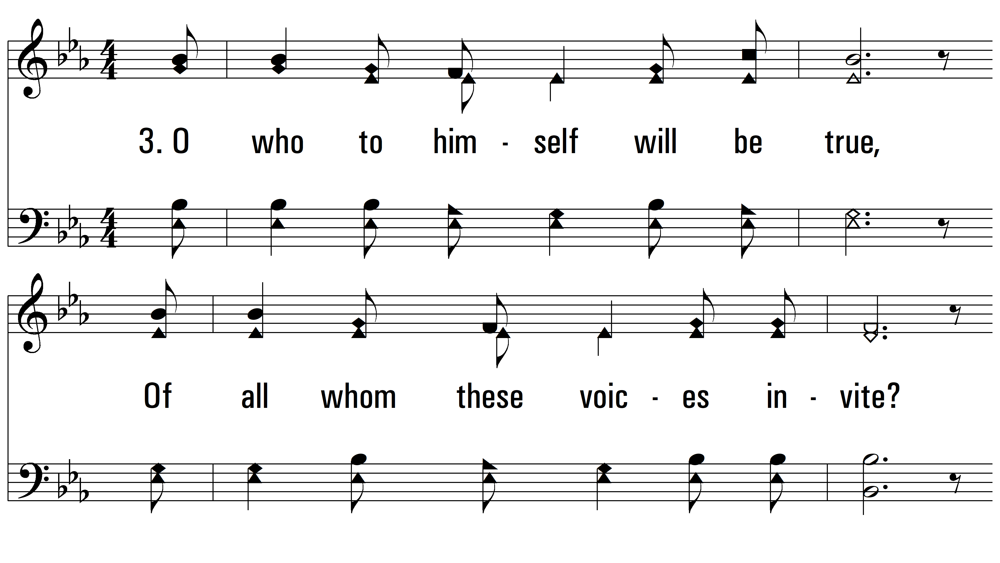 3. O who to him - self will be true,
Of all whom these voic - es in - vite?